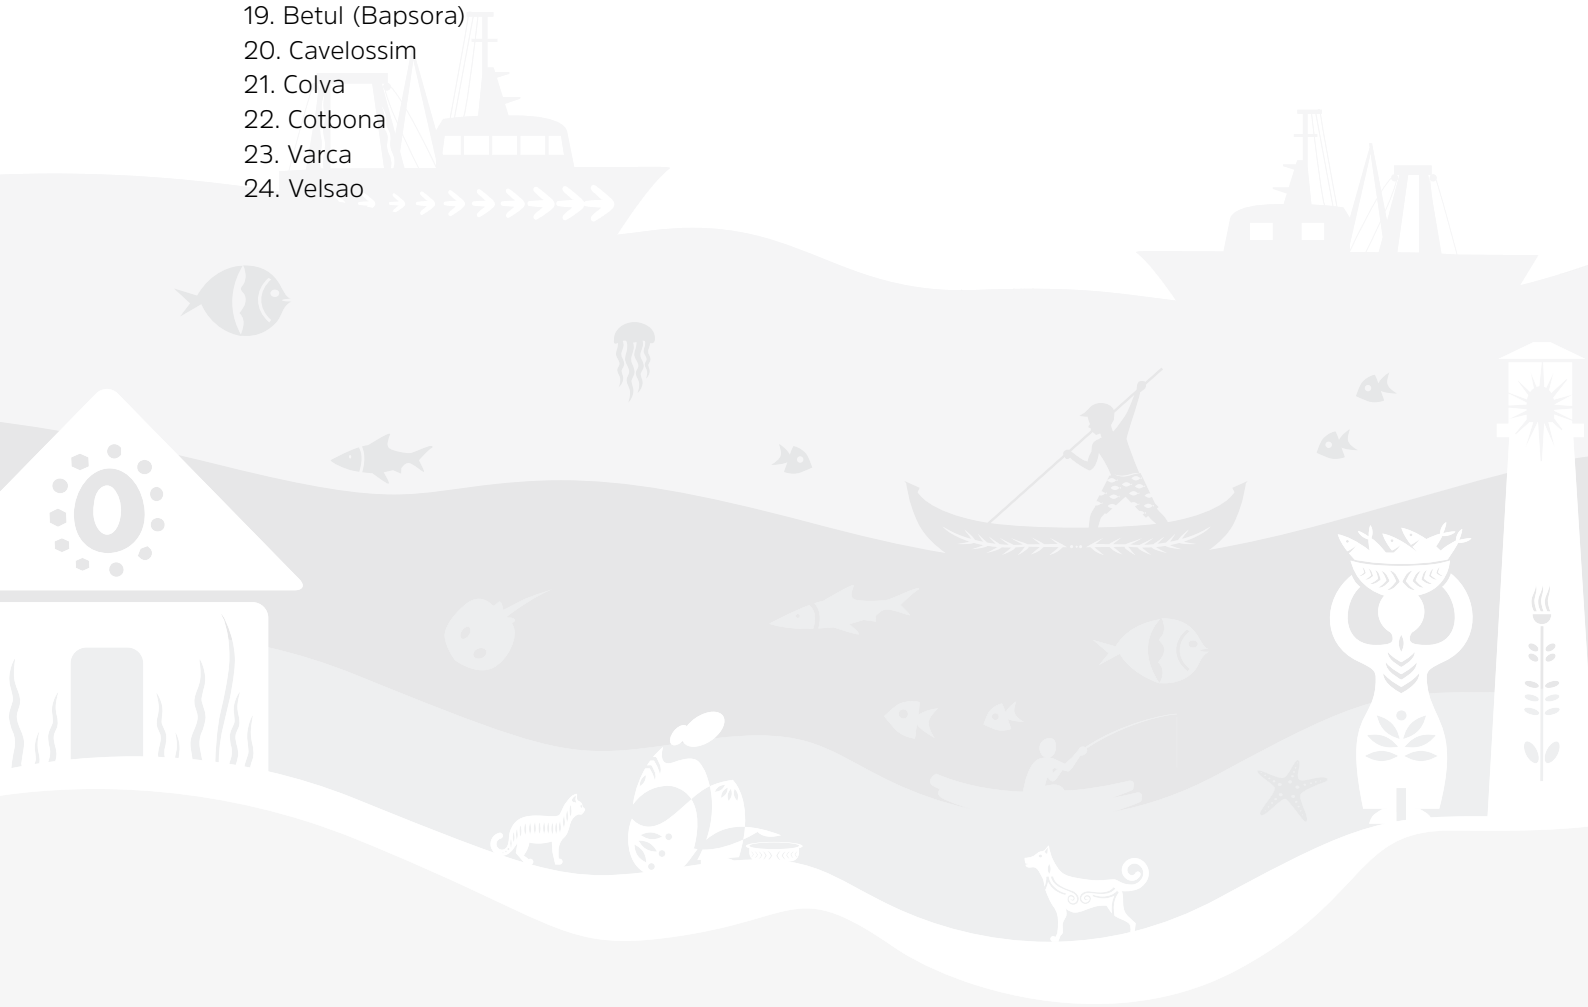 19. Betul (Bapsora)
20. Cavelossim
21. Colva
22. Cotbona
23. Varca
24. Velsao